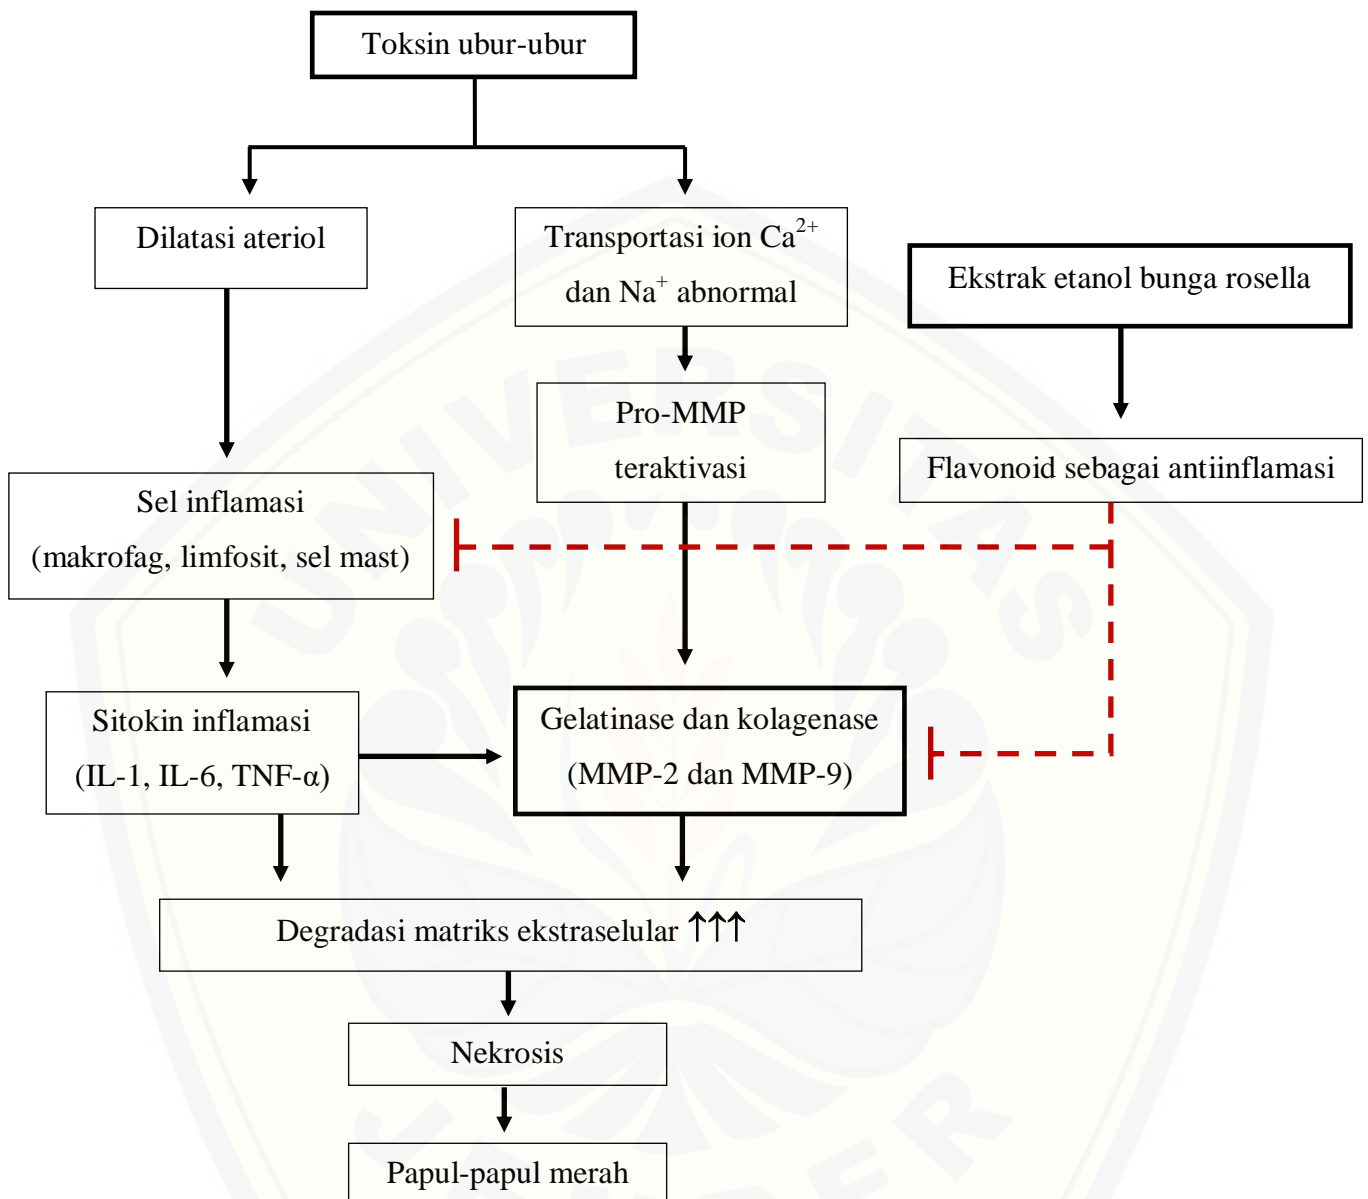 Toksin ubur-ubur
Dilatasi ateriol
Transportasi ion Ca²⁺
dan Na⁺ abnormal
Ekstrak etanol bunga rosella
Pro-MMP
teraktivasi
Flavonoid sebagai antiinflamasi
Sel inflamasi
(makrofag, limfosit, sel mast)
Sitokin inflamasi
(IL-1, IL-6, TNF-α)
Gelatinase dan kolagenase
(MMP-2 dan MMP-9)
Degradasi matriks ekstraselular ↑↑↑
Nekrosis
Papul-papul merah
UNIVERSITAS
JEMBER